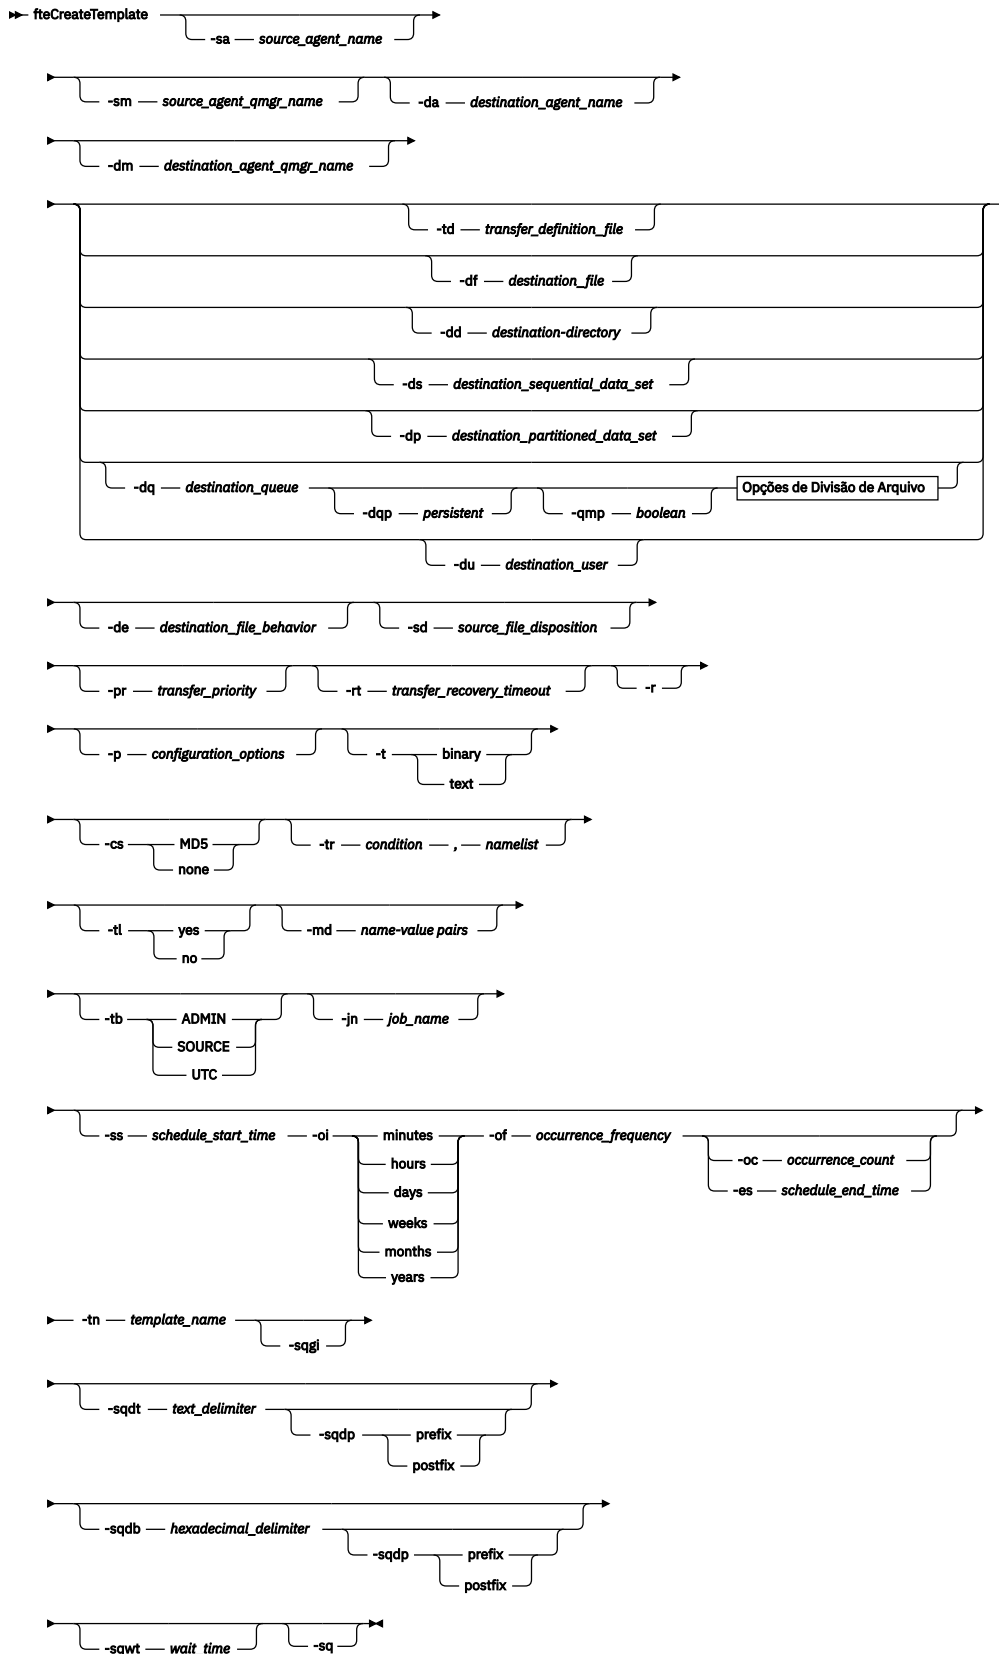 fteCreateTemplate
-sa source_agent_name
-sm source_agent_qmgr_name -da destination_agent_name
-dm destination_agent_qmgr_name
-td transfer_definition_file
-df destination_file
-dd destination-directory
-ds destination_sequential_data_set
-dp destination_partitioned_data_set
-dq destination_queue Opções de Divisão de Arquivo
-dqp persistent -qmp boolean
-du destination_user
-de destination_file_behavior -sd source_file_disposition
-pr transfer_priority -rt transfer_recovery_timeout -r
-p configuration_options -t binary
text
-cs MD5 -tr condition , namelist
none
-tl yes -md name-value pairs
no
-tb ADMIN -jn job_name
SOURCE
UTC
-ss schedule_start_time -oi minutes -of occurrence_frequency
hours -oc occurrence_count
days -es schedule_end_time
weeks
months
years
-tn template_name
-sqgi
-sqdt text_delimiter
-sqdp prefix
postfix
-sqdb hexadecimal_delimiter
-sqdp prefix
postfix
-sqwt wait_time -sq